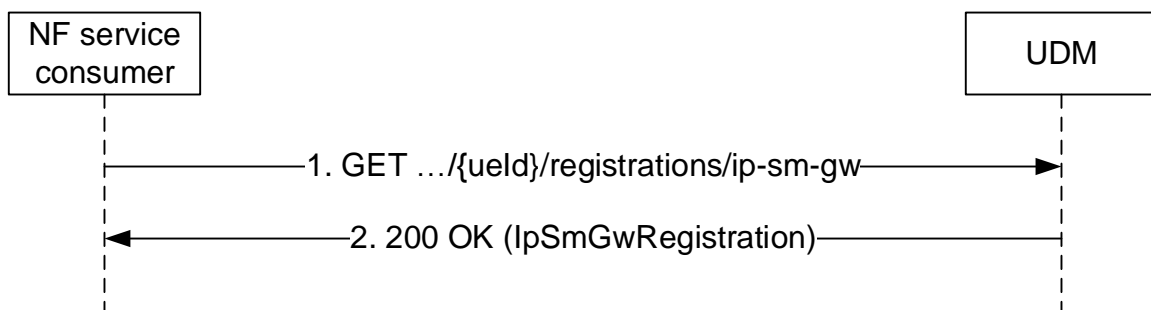 NF service
consumer
UDM
1. GET …/{ueId}/registrations/ip-sm-gw
2. 200 OK (IpSmGwRegistration)